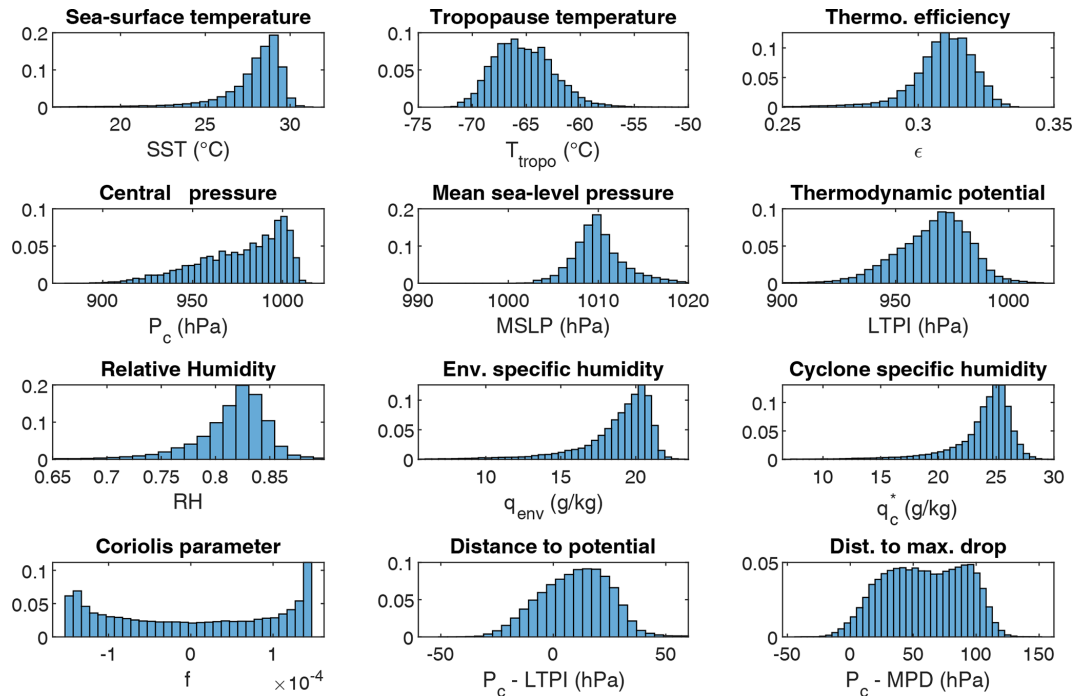 Sea-surface temperature
0.2
0.1
0
20 25 30
SST (°C)
Tropopause temperature
0.1
0.05
0
-75 -70 -65 -60 -55 -50
T_tropo (°C)
Thermo. efficiency
0.1
0.05
0
0.25 0.3 0.35
ϵ
Central pressure
0.1
0.05
0
900 950 1000
P_c (hPa)
Mean sea-level pressure
0.2
0.1
0
990 1000 1010 1020
MSLP (hPa)
Thermodynamic potential
0.1
0.05
0
900 950 1000
LTPI (hPa)
Relative Humidity
0.2
0.1
0
0.65 0.7 0.75 0.8 0.85
RH
Env. specific humidity
0.1
0.05
0
10 15 20
q_env (g/kg)
Cyclone specific humidity
0.1
0.05
0
10 15 20 25 30
q_c^* (g/kg)
Coriolis parameter
0.1
0.05
0
-1 0 1
f ×10^-4
Distance to potential
0.1
0.05
0
-50 0 50
P_c - LTPI (hPa)
Dist. to max. drop
0.05
0
-50 0 50 100 150
P_c - MPD (hPa)